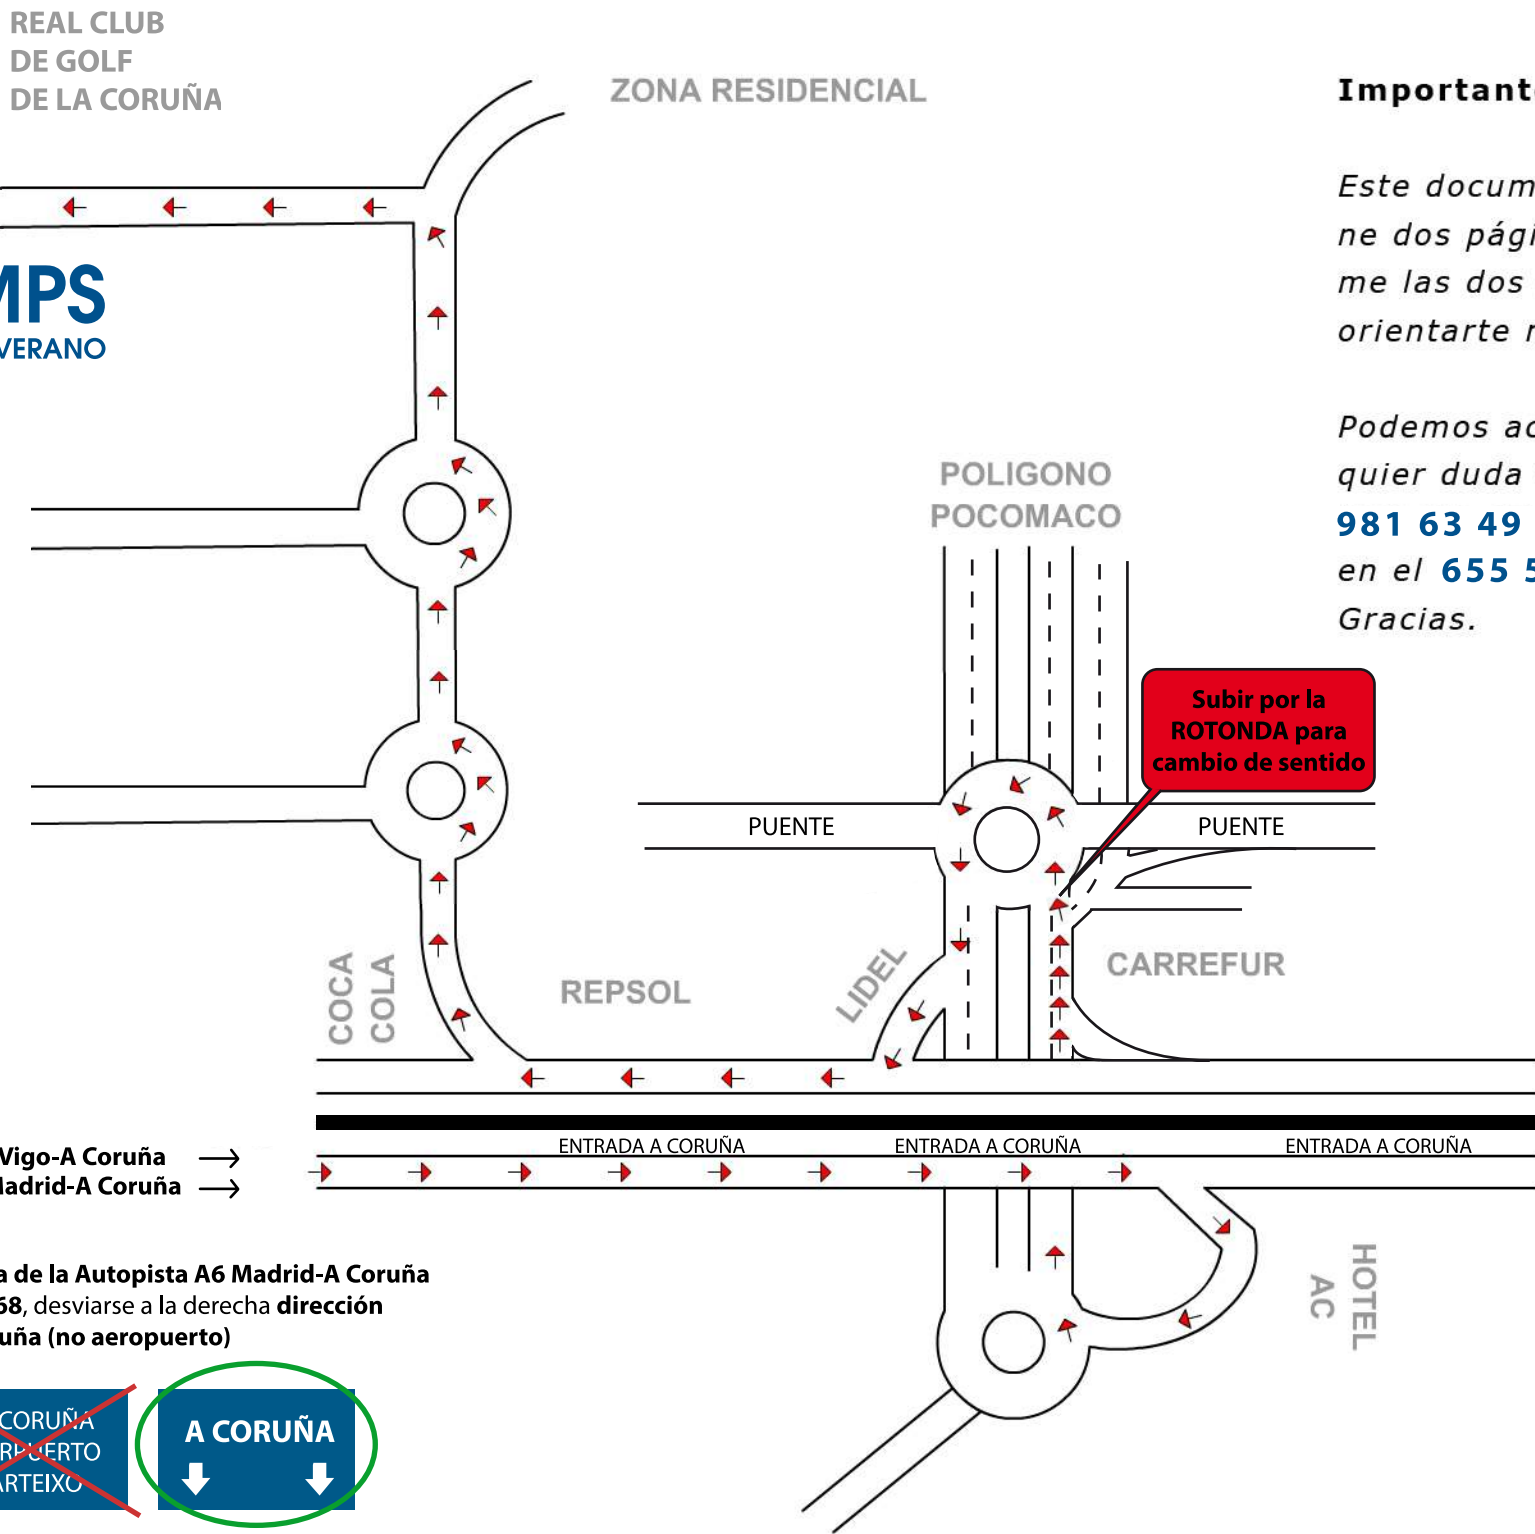 REAL CLUB
DE GOLF
DE LA CORUÑA
ZONA RESIDENCIAL
Important
Este docum
ne dos pági
me las dos
orientarte
Podemos
quier duda
981 63 49
en el 655 5
Gracias.
MPS
VERANO
POLIGONO
POCOMACO
Subir por la
ROTONDA para
cambio de sentido
PUENTE
PUENTE
COCA
COLA
REPSOL
LIDEL
CARREFUR
ENTRADA A CORUÑA
ENTRADA A CORUÑA
ENTRADA A CORUÑA
Vigo-A Coruña
Madrid-A Coruña
a de la Autopista A6 Madrid-A Coruña
68, desviarse a la derecha dirección
uña (no aeropuerto)
HOTEL
AC
CORUÑA
RPUERTO
ARTEIXO
A CORUÑA